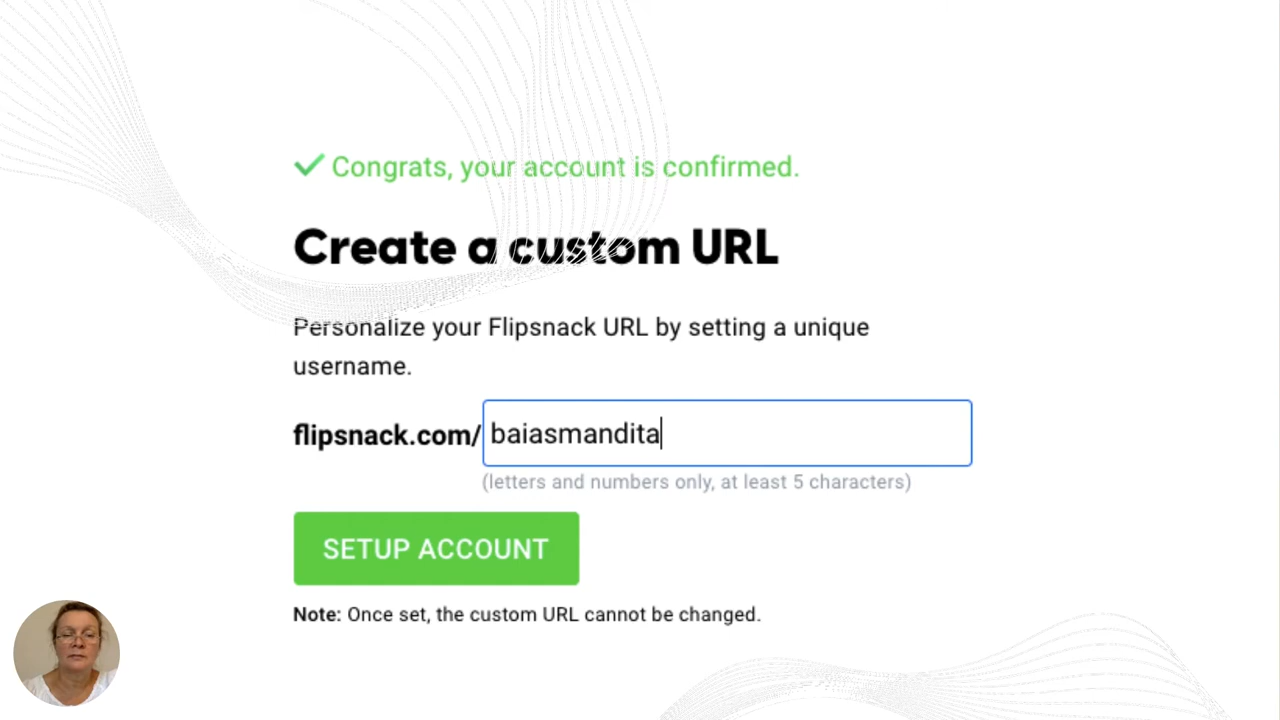 Congrats, your account is confirmed.
Create a custom URL
Personalize your Flipsnack URL by setting a unique
username.
flipsnack.com/ baiasmandita
(letters and numbers only, at least 5 characters)
SETUP ACCOUNT
Note: Once set, the custom URL cannot be changed.